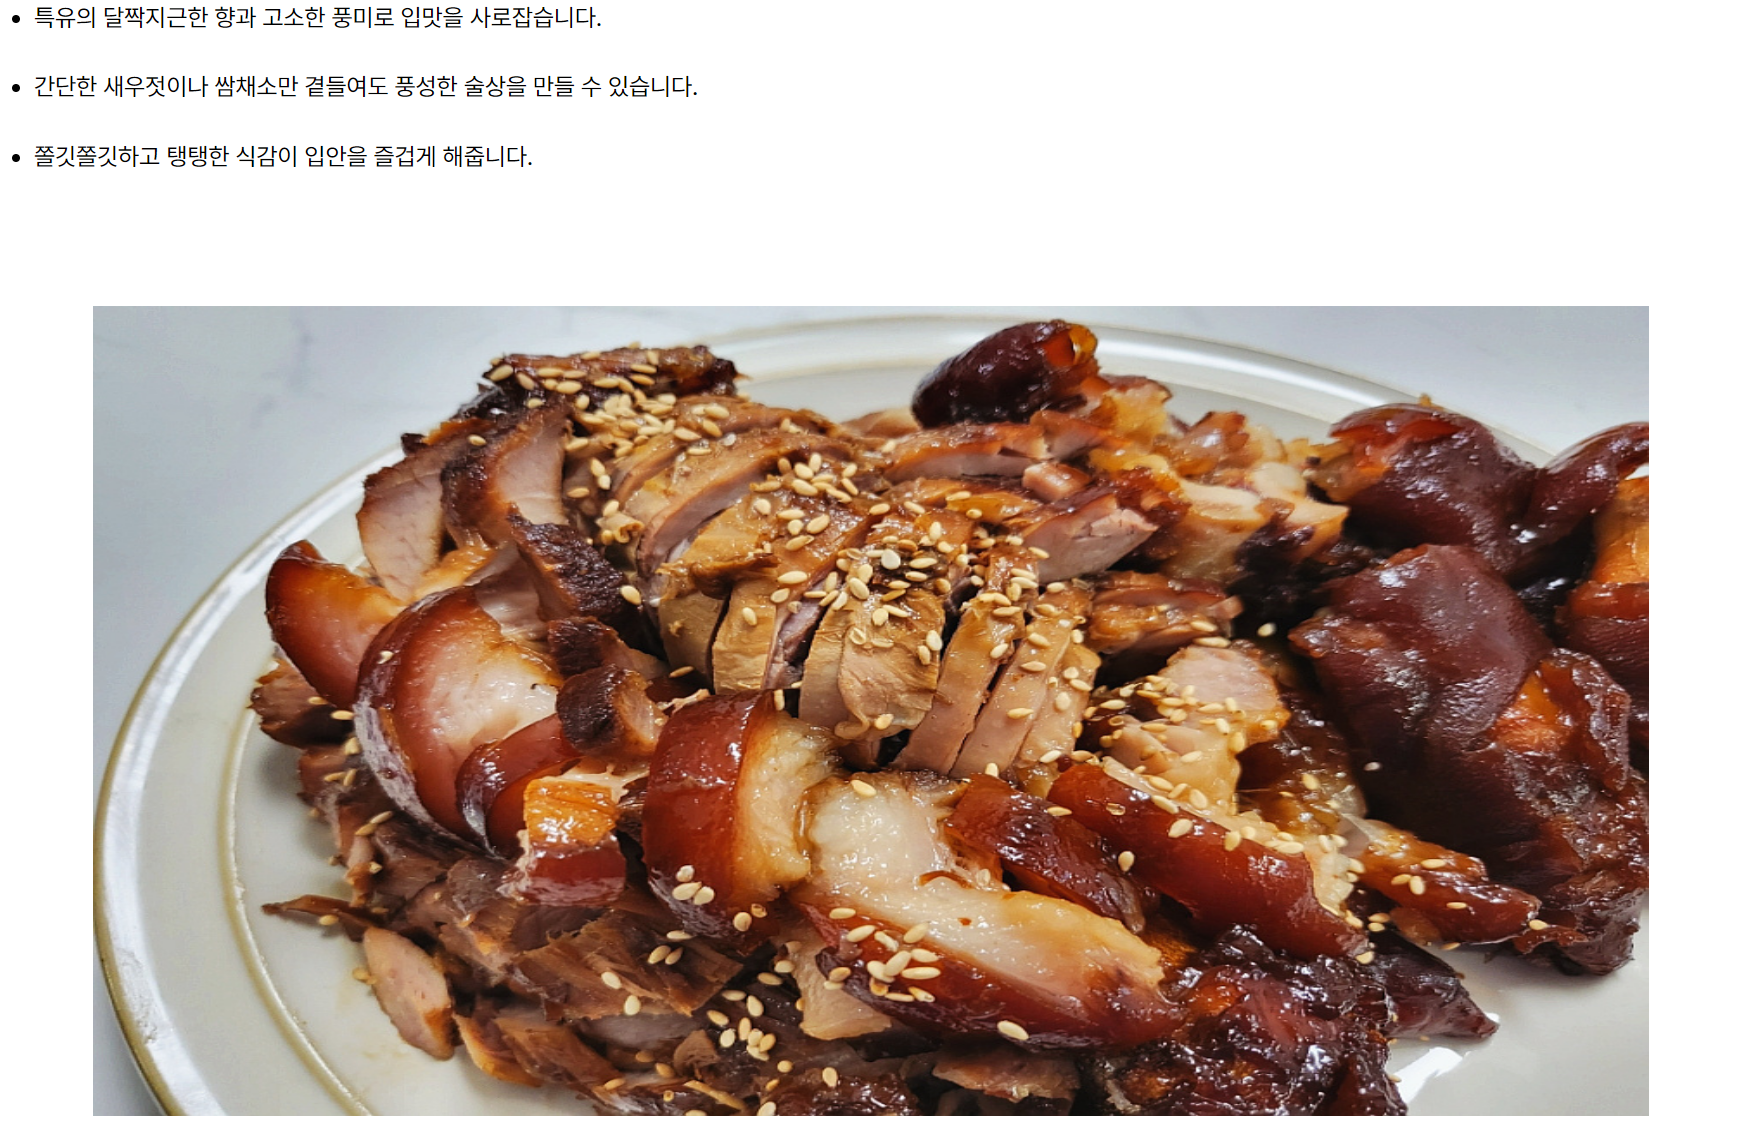 특유의 달짝지근한 향과 고소한 풍미로 입맛을 사로잡습니다.
간단한 새우젓이나 쌈채소만 곁들여도 풍성한 술상을 만들 수 있습니다.
쫄깃쫄깃하고 탱탱한 식감이 입안을 즐겁게 해줍니다.